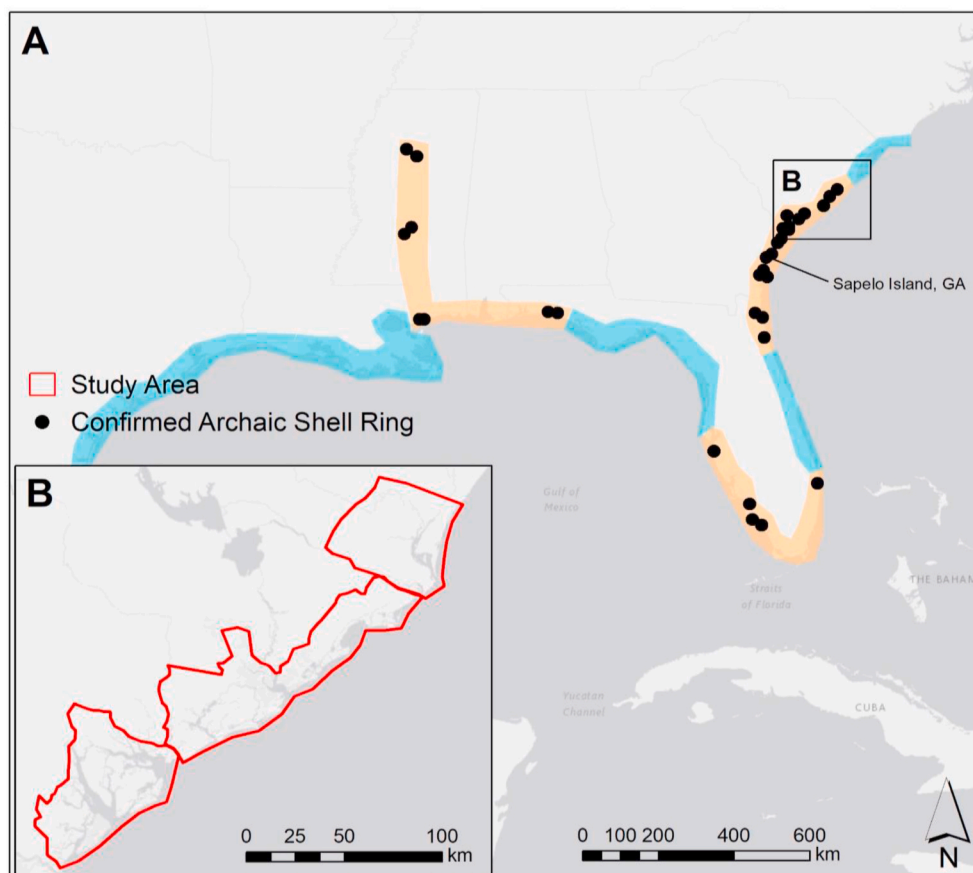 A
B
Sapelo Island, GA
Study Area
Confirmed Archaic Shell Ring
B
Gulf of
Mexico
THE BAHAM
Straits
of Florida
Yucatan
Channel
CUBA
0 25 50 100
km
0 100 200 400 600
km
N